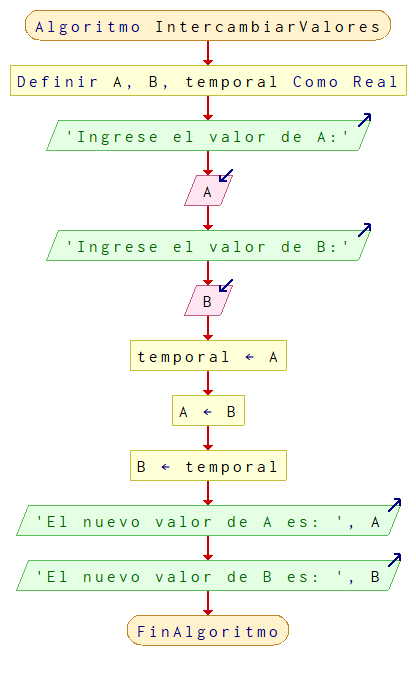 Algoritmo IntercambiarValores
Definir A, B, temporal Como Real
'Ingrese el valor de A:'
A
'Ingrese el valor de B:'
B
temporal ← A
A ← B
B ← temporal
'El nuevo valor de A es: ', A
'El nuevo valor de B es: ', B
FinAlgoritmo